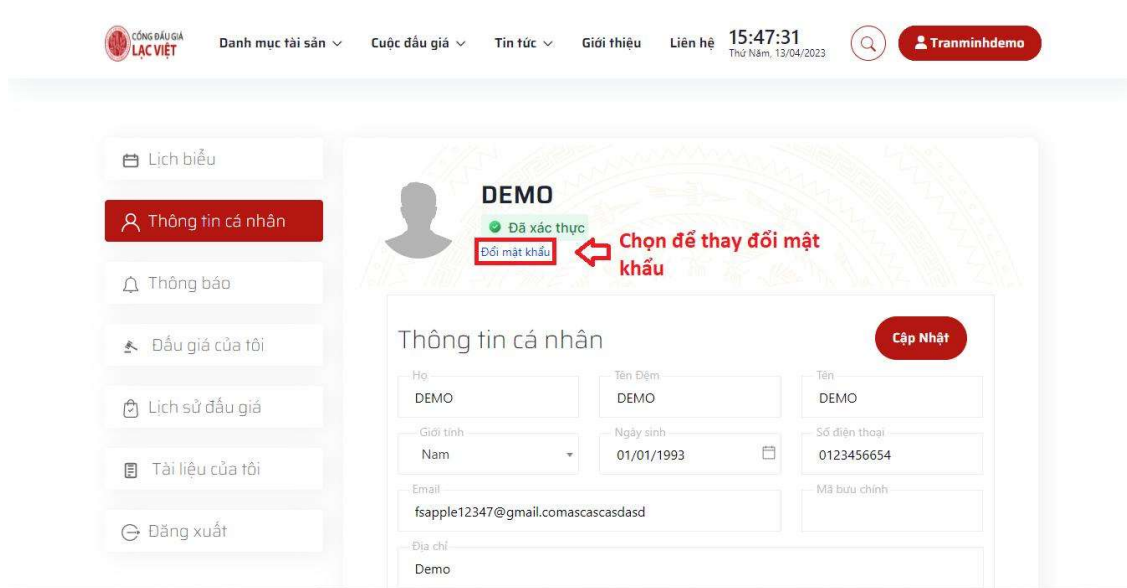 CỔNG ĐẤU GIÁ
LẠC VIỆT
Danh mục tài sản
Cuộc đấu giá
Tin tức
Giới thiệu
Liên hệ
15:47:31
Thứ Năm, 13/04/2023
Tranminhdemo
Lịch biểu
Thông tin cá nhân
Thông báo
Đấu giá của tôi
Lịch sử đấu giá
Tài liệu của tôi
Đăng xuất
DEMO
Đã xác thực
Đổi mật khẩu
Chọn để thay đổi mật
khẩu
Thông tin cá nhân
Cập Nhật
Họ
Tên Đệm
Tên
DEMO
DEMO
DEMO
Giới tính
Ngày sinh
Số điện thoại
Nam
01/01/1993
0123456654
Email
Mã bưu chính
fsapple12347@gmail.comascascasdasd
Địa chỉ
Demo